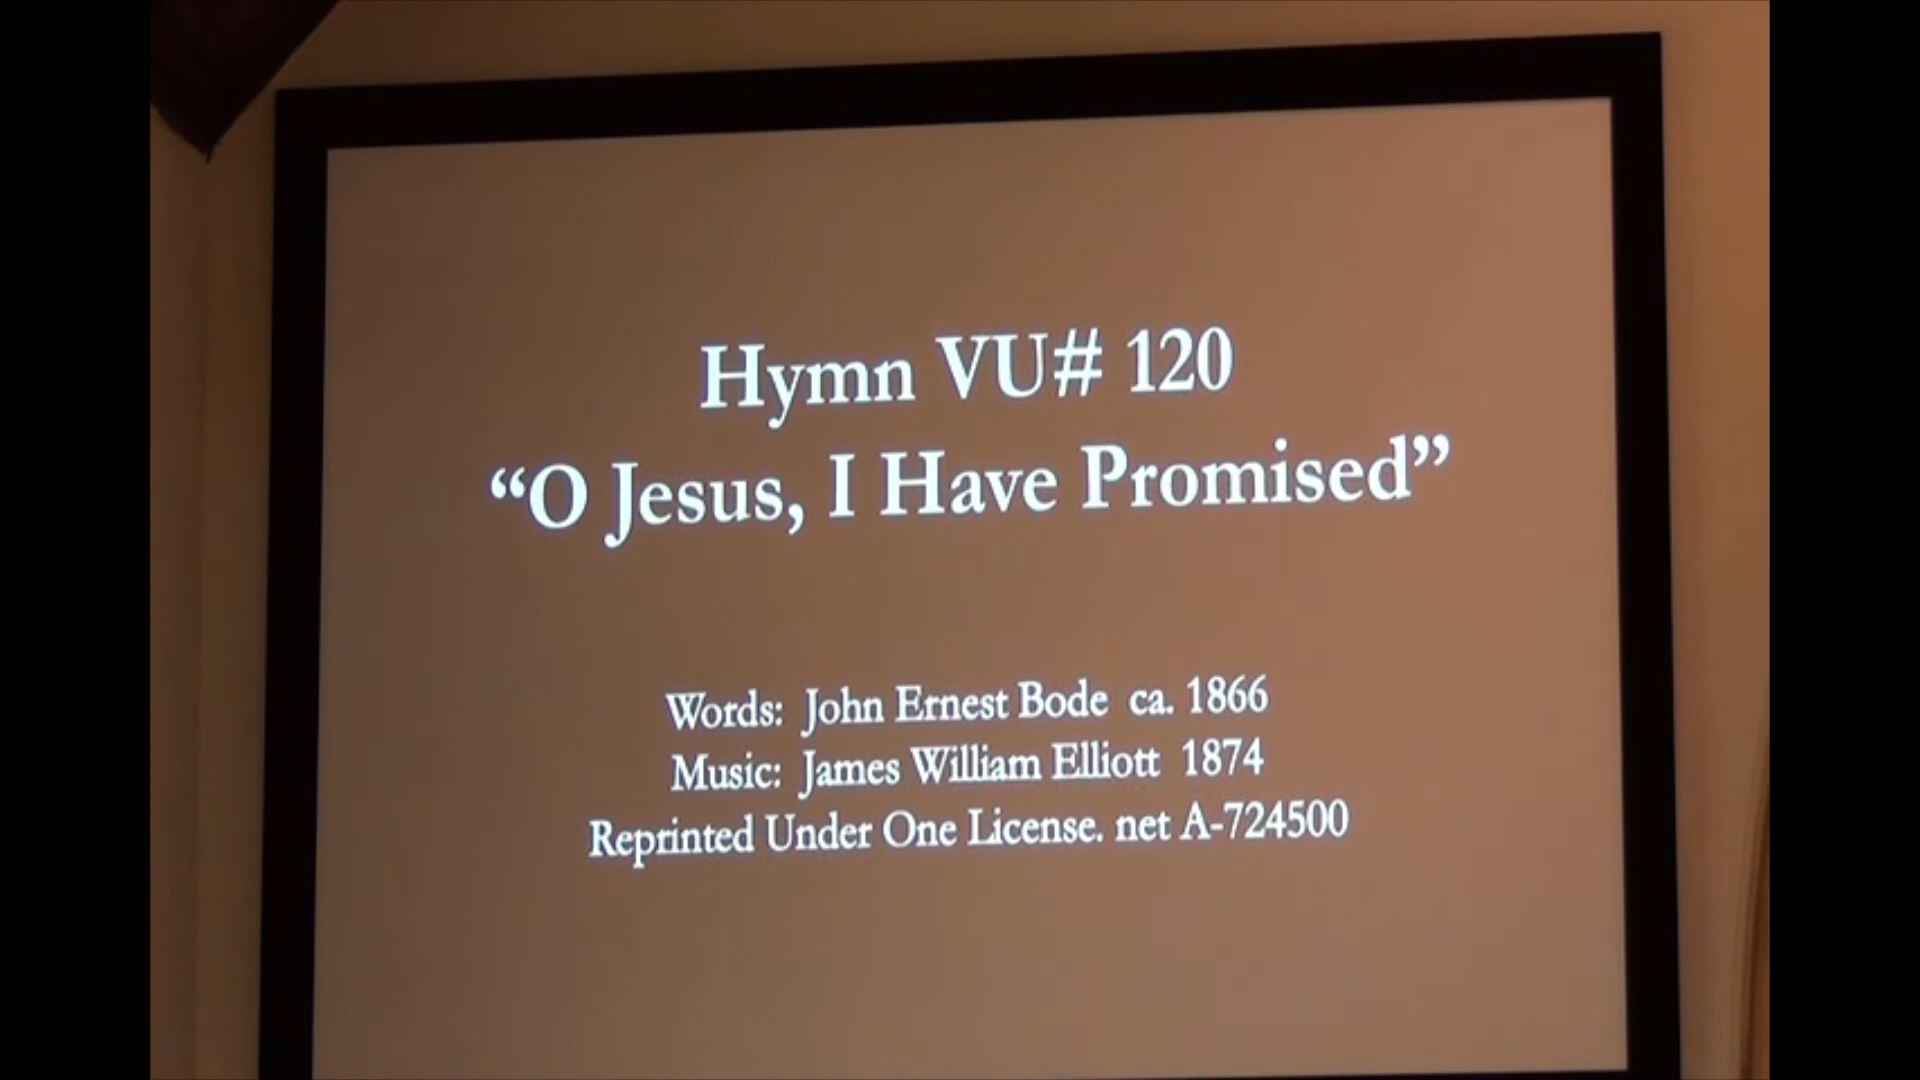 Hymn VU# 120
“O Jesus, I Have Promised”
Words: John Ernest Bode ca. 1866
Music: James William Elliott 1874
Reprinted Under One License. net A-724500